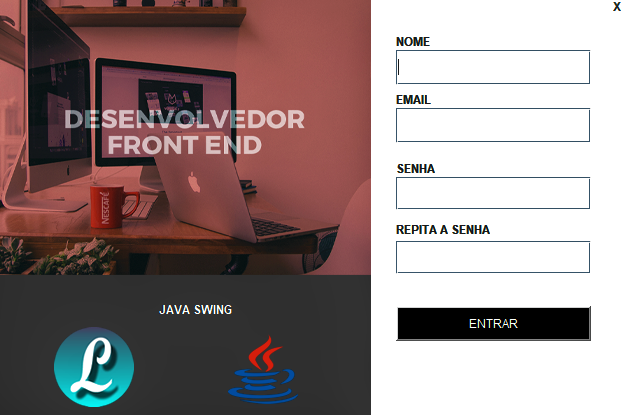 DESENVOLVEDOR
FRONT END
NESCAFÉ
JAVA SWING
L
X
NOME
EMAIL
SENHA
REPITA A SENHA
ENTRAR